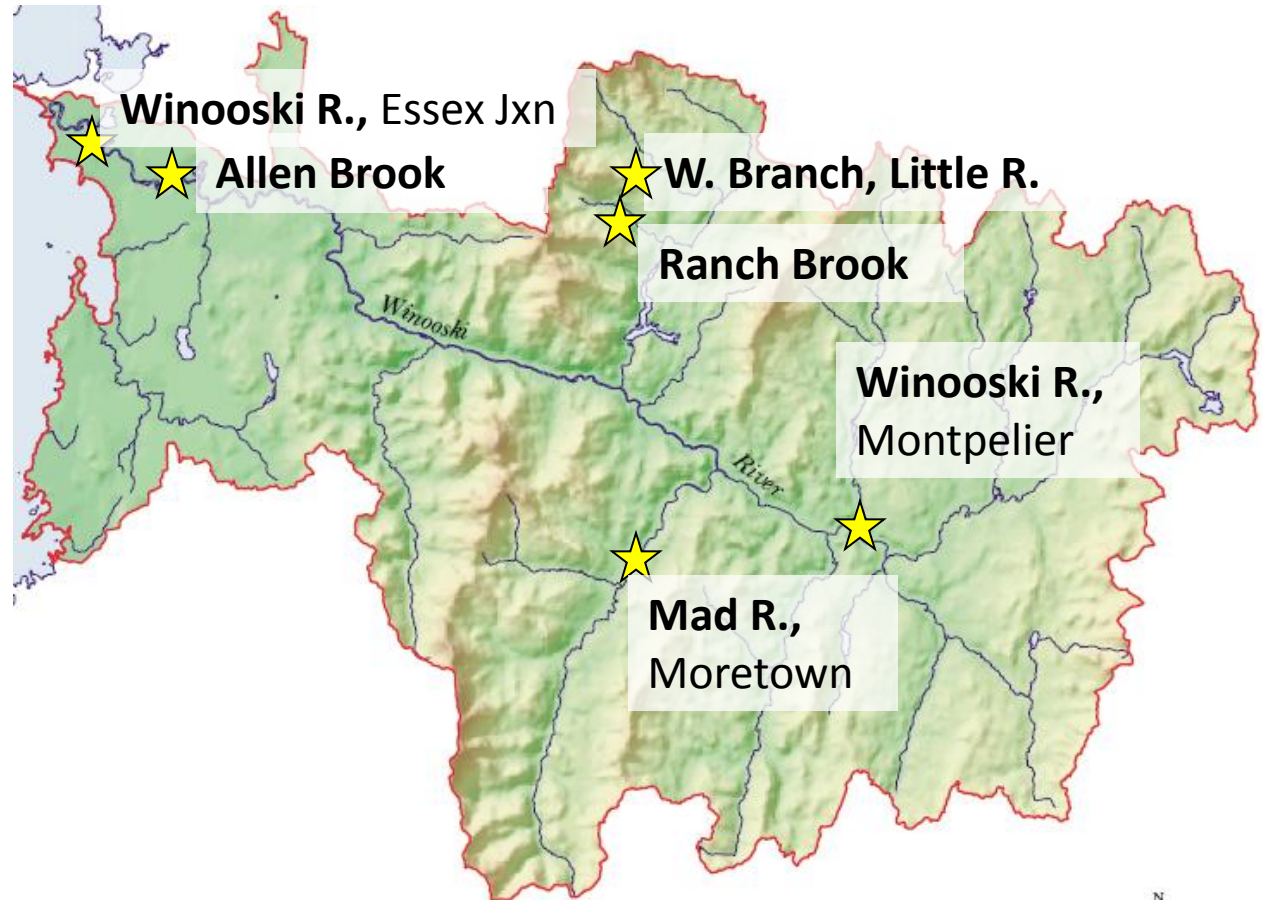 Winooski R., Essex Jxn
Allen Brook
W. Branch, Little R.
Ranch Brook
Winooski
River
Winooski R.,
Montpelier
Mad R.,
Moretown
N